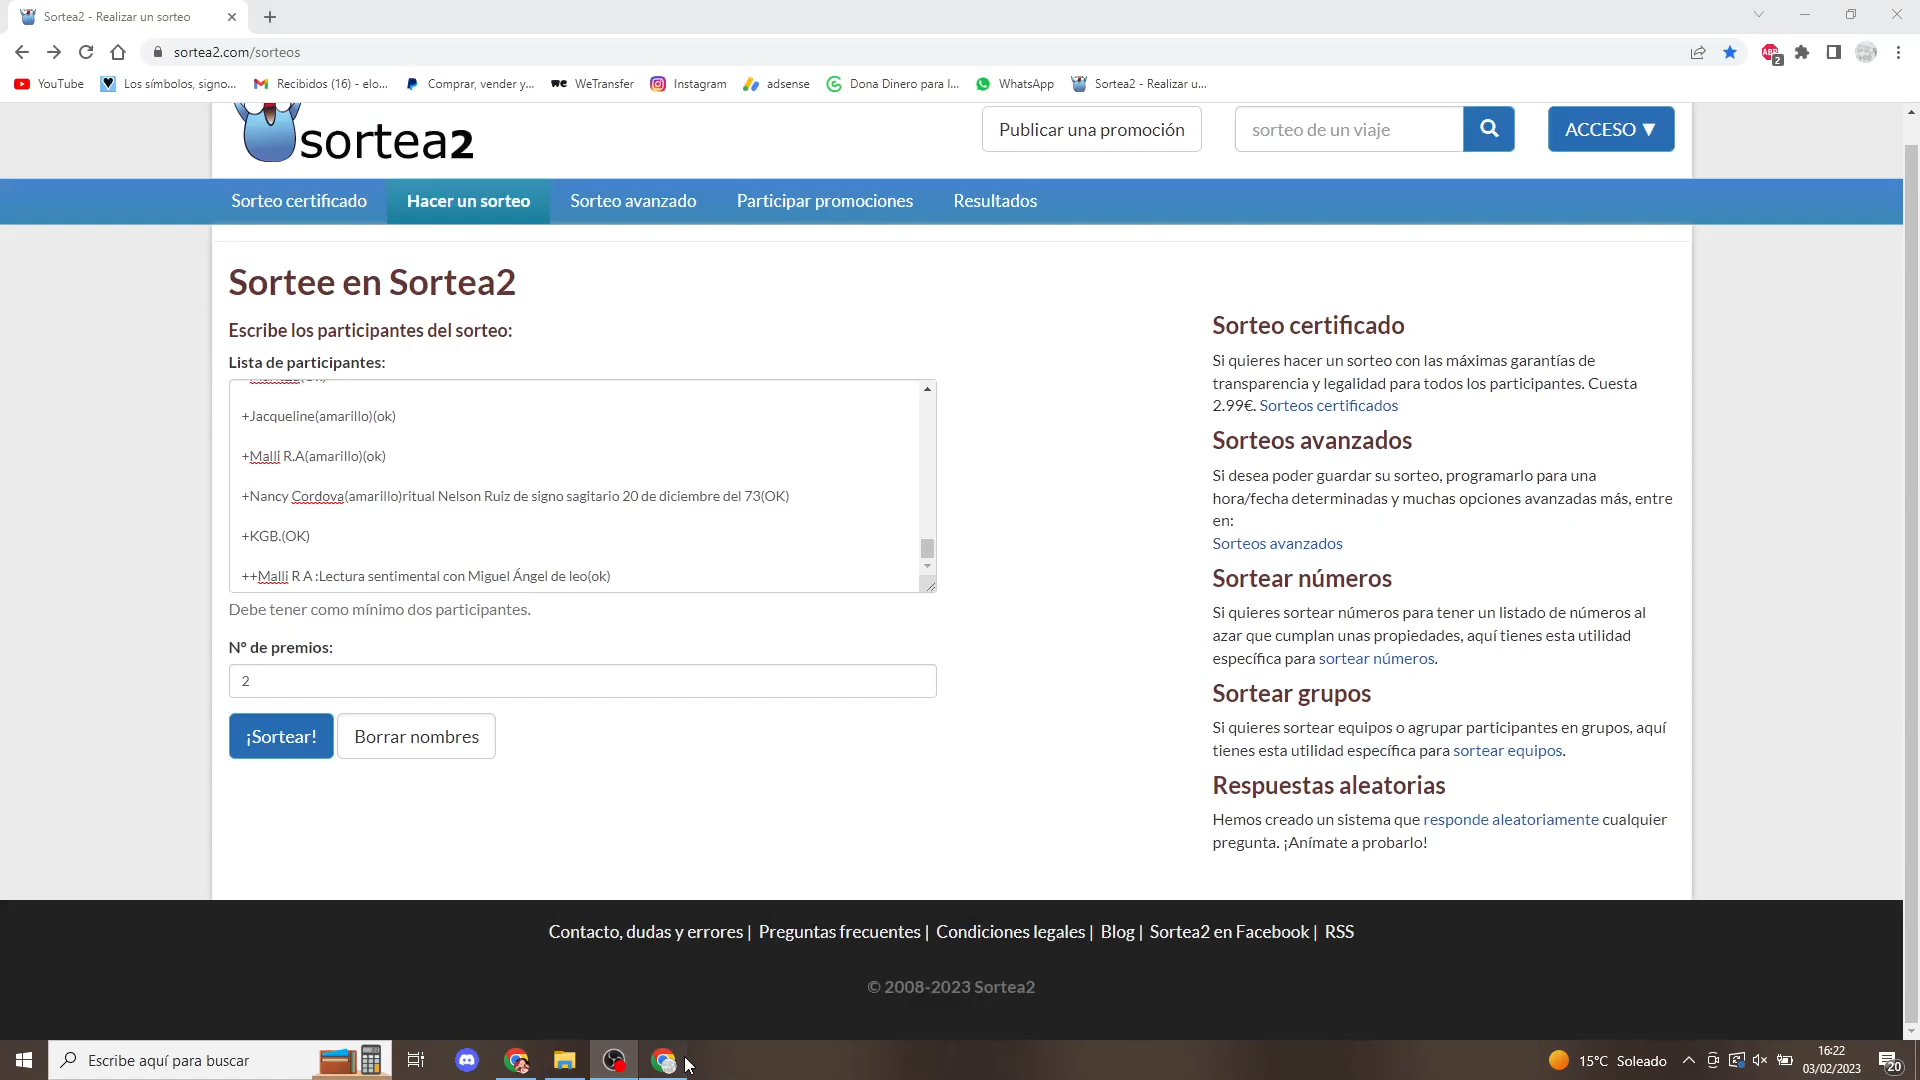 Sortea2 - Realizar un sorteo
sortea2.com/sorteos
ABP
2
YouTube
Los símbolos, signo...
Recibidos (16) - elo...
Comprar, vender y...
WeTransfer
Instagram
adsense
Dona Dinero para l...
WhatsApp
Sortea2 - Realizar u...
sortea2
Publicar una promoción
sorteo de un viaje
ACCESO ▼
Sorteo certificado
Hacer un sorteo
Sorteo avanzado
Participar promociones
Resultados
Sortee en Sortea2
Escribe los participantes del sorteo:
Lista de participantes:
+Jacqueline(amarillo)(ok)
+Malli R.A(amarillo)(ok)
+Nancy Cordova(amarillo)ritual Nelson Ruiz de signo sagitario 20 de diciembre del 73(OK)
+KGB.(OK)
++Malli R A :Lectura sentimental con Miguel Ángel de leo(ok)
Debe tener como mínimo dos participantes.
Nº de premios:
2
¡Sortear!
Borrar nombres
Sorteo certificado
Si quieres hacer un sorteo con las máximas garantías de
transparencia y legalidad para todos los participantes. Cuesta
2.99€. Sorteos certificados
Sorteos avanzados
Si desea poder guardar su sorteo, programarlo para una
hora/fecha determinadas y muchas opciones avanzadas más, entre
en:
Sorteos avanzados
Sortear números
Si quieres sortear números para tener un listado de números al
azar que cumplan unas propiedades, aquí tienes esta utilidad
específica para sortear números.
Sortear grupos
Si quieres sortear equipos o agrupar participantes en grupos, aquí
tienes esta utilidad específica para sortear equipos.
Respuestas aleatorias
Hemos creado un sistema que responde aleatoriamente cualquier
pregunta. ¡Anímate a probarlo!
Contacto, dudas y errores | Preguntas frecuentes | Condiciones legales | Blog | Sortea2 en Facebook | RSS
© 2008-2023 Sortea2
Escribe aquí para buscar
15°C Soleado
16:22
03/02/2023
20